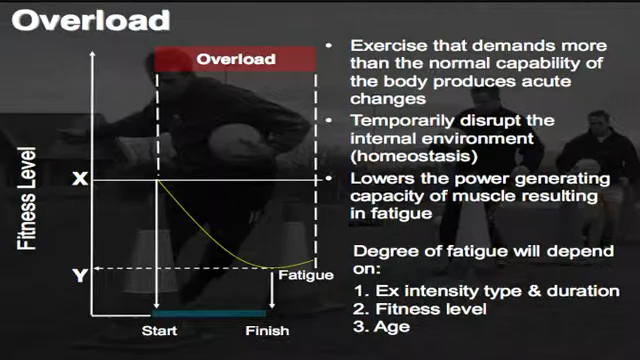 Overload
Overload
Fitness Level
X
Y
Fatigue
Start
Finish
• Exercise that demands more
than the normal capability of
the body produces acute
changes
• Temporarily disrupt the
internal environment
(homeostasis)
• Lowers the power generating
capacity of muscle resulting
in fatigue
Degree of fatigue will depend
on:
1. Ex intensity type & duration
2. Fitness level
3. Age